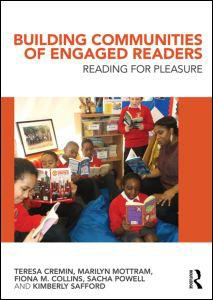 BUILDING COMMUNITIES
OF ENGAGED READERS
READING FOR PLEASURE
TERESA CREMIN, MARILYN MOTTRAM,
FIONA M. COLLINS, SACHA POWELL
AND KIMBERLY SAFFORD